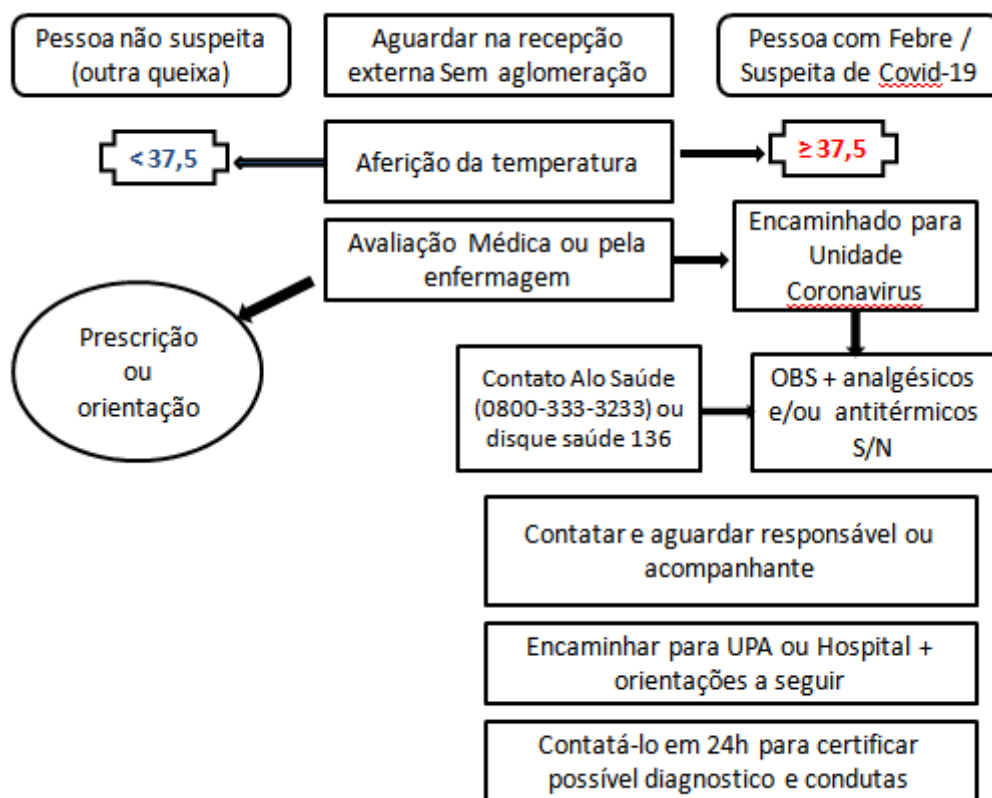 Pessoa não suspeita
(outra queixa)
Aguardar na recepção
externa Sem aglomeração
Pessoa com Febre /
Suspeita de Covid-19
< 37,5
Aferição da temperatura
≥ 37,5
Avaliação Médica ou pela
enfermagem
Encaminhado para
Unidade
Coronavirus
Prescrição
ou
orientação
Contato Alo Saúde
(0800-333-3233) ou
disque saúde 136
OBS + analgésicos
e/ou antitérmicos
S/N
Contatar e aguardar responsável ou
acompanhante
Encaminhar para UPA ou Hospital +
orientações a seguir
Contatá-lo em 24h para certificar
possível diagnostico e condutas